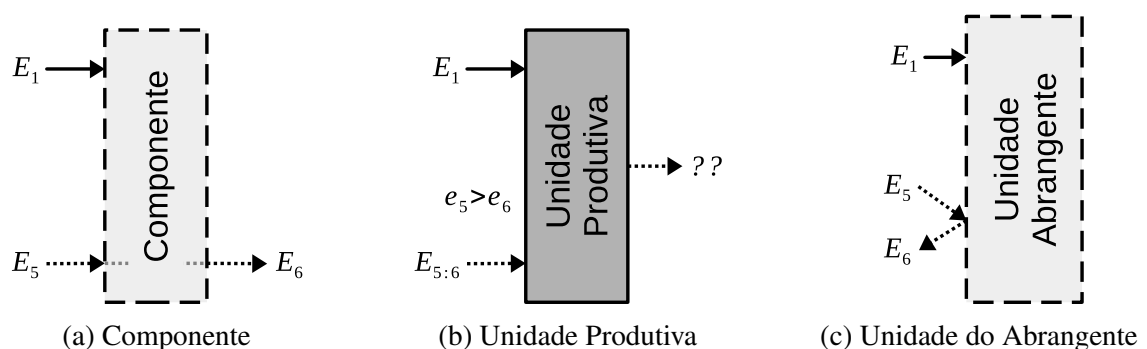 E₁
Componente
E₅
E₆
(a) Componente
E₁
Unidade
Produtiva
e₅>e₆
??
E₅:₆
(b) Unidade Produtiva
E₁
Unidade
Abrangente
E₅
E₆
(c) Unidade do Abrangente